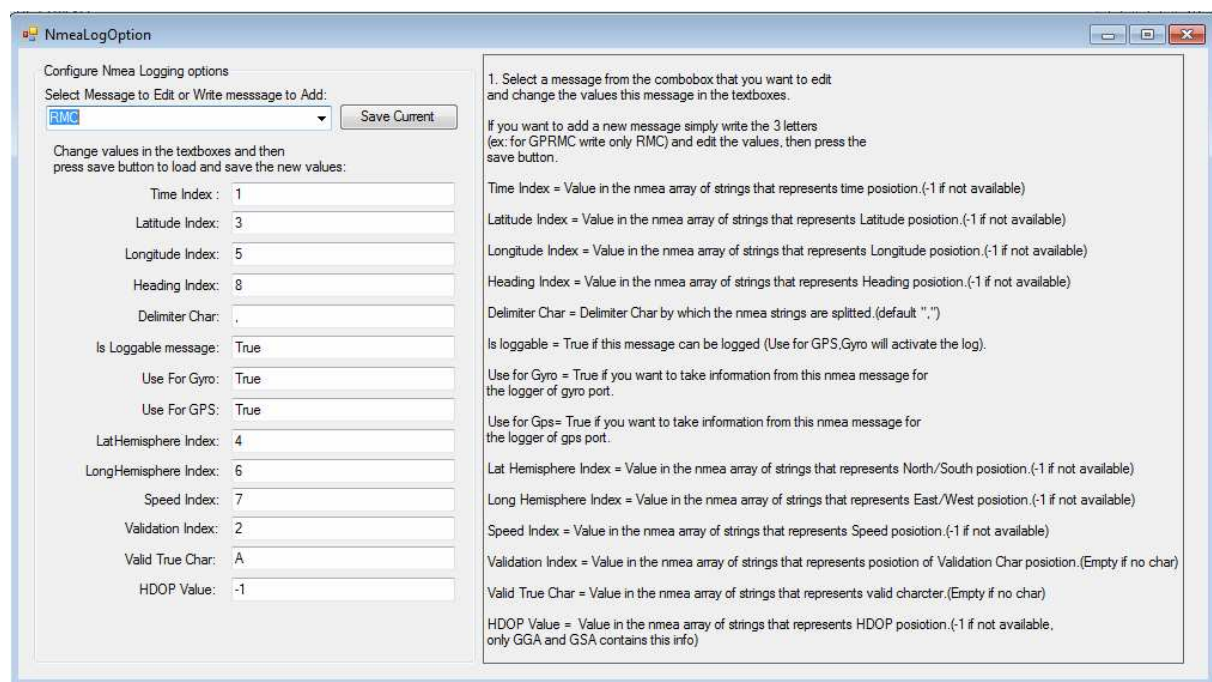 NmeaLogOption
Configure Nmea Logging options
Select Message to Edit or Write messsage to Add:
RMC
Save Current
Change values in the textboxes and then
press save button to load and save the new values:
Time Index : 1
Latitude Index: 3
Longitude Index: 5
Heading Index: 8
Delimiter Char: ,
Is Loggable message: True
Use For Gyro: True
Use For GPS: True
LatHemisphere Index: 4
LongHemisphere Index: 6
Speed Index: 7
Validation Index: 2
Valid True Char: A
HDOP Value: -1
1. Select a message from the combobox that you want to edit
and change the values this message in the textboxes.
If you want to add a new message simply write the 3 letters
(ex: for GPRMC write only RMC) and edit the values, then press the
save button.
Time Index = Value in the nmea array of strings that represents time posiotion.(-1 if not available)
Latitude Index = Value in the nmea array of strings that represents Latitude posiotion.(-1 if not available)
Longitude Index = Value in the nmea array of strings that represents Longitude posiotion.(-1 if not available)
Heading Index = Value in the nmea array of strings that represents Heading posiotion.(-1 if not available)
Delimiter Char = Delimiter Char by which the nmea strings are splitted.(default ",")
Is loggable = True if this message can be logged (Use for GPS,Gyro will activate the log).
Use for Gyro = True if you want to take information from this nmea message for
the logger of gyro port.
Use for Gps= True if you want to take information from this nmea message for
the logger of gps port.
Lat Hemisphere Index = Value in the nmea array of strings that represents North/South posiotion.(-1 if not available)
Long Hemisphere Index = Value in the nmea array of strings that represents East/West posiotion.(-1 if not available)
Speed Index = Value in the nmea array of strings that represents Speed posiotion.(-1 if not available)
Validation Index = Value in the nmea array of strings that represents posiotion of Validation Char posiotion.(Empty if no char)
Valid True Char = Value in the nmea array of strings that represents valid charcter.(Empty if no char)
HDOP Value =  Value in the nmea array of strings that represents HDOP posiotion.(-1 if not available,
only GGA and GSA contains this info)